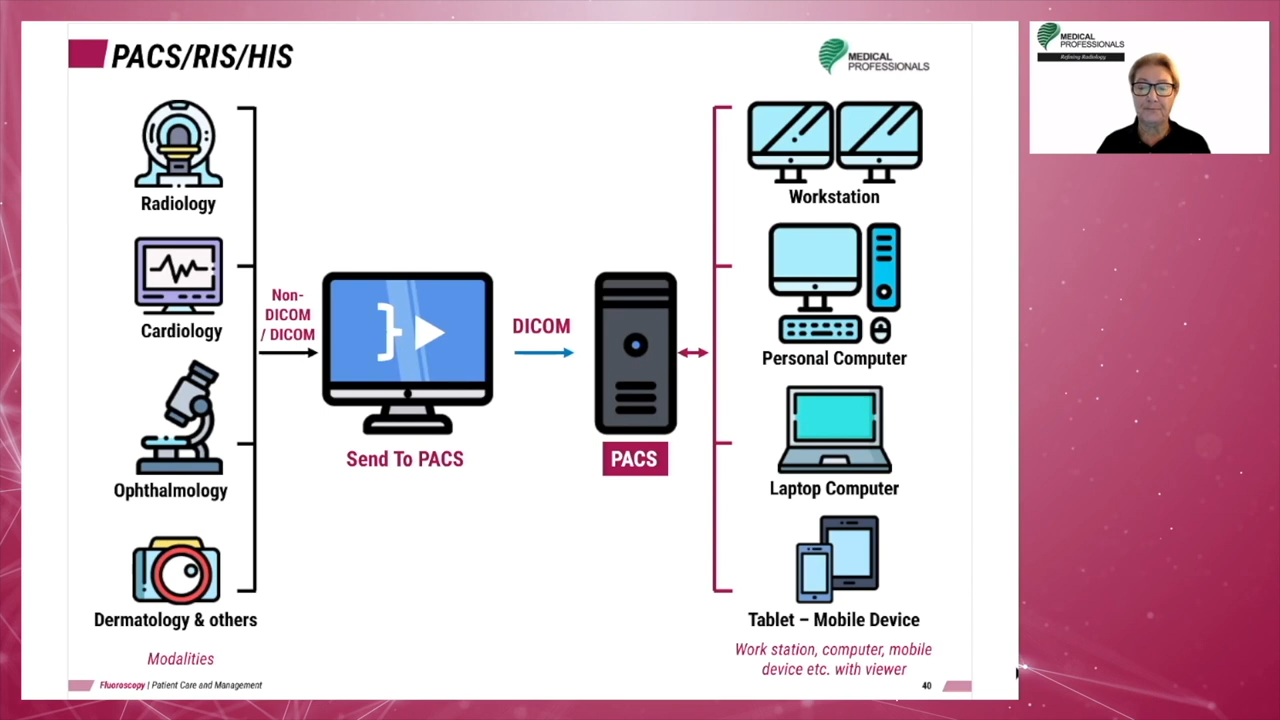 PACS/RIS/HIS
MEDICAL
PROFESSIONALS
Radiology
Cardiology
Ophthalmology
Dermatology & others
Modalities
Non-
DICOM
/ DICOM
Send To PACS
DICOM
PACS
Workstation
Personal Computer
Laptop Computer
Tablet – Mobile Device
Work station, computer, mobile
device etc. with viewer
Fluoroscopy | Patient Care and Management
40
MEDICAL
PROFESSIONALS
Refining Radiology